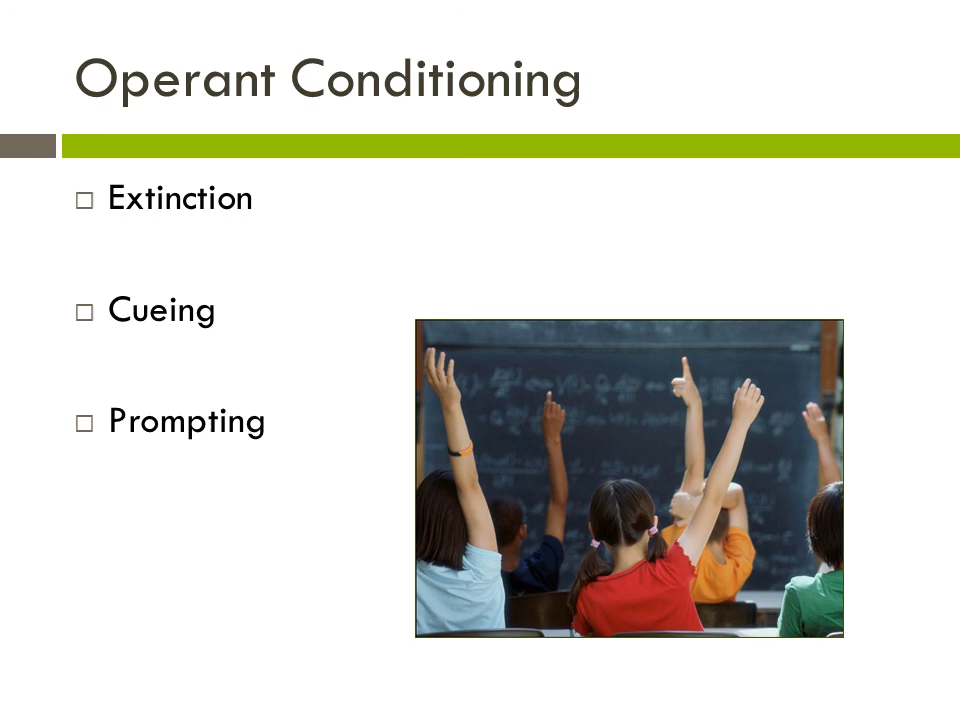 Operant Conditioning
Extinction
Cueing
Prompting